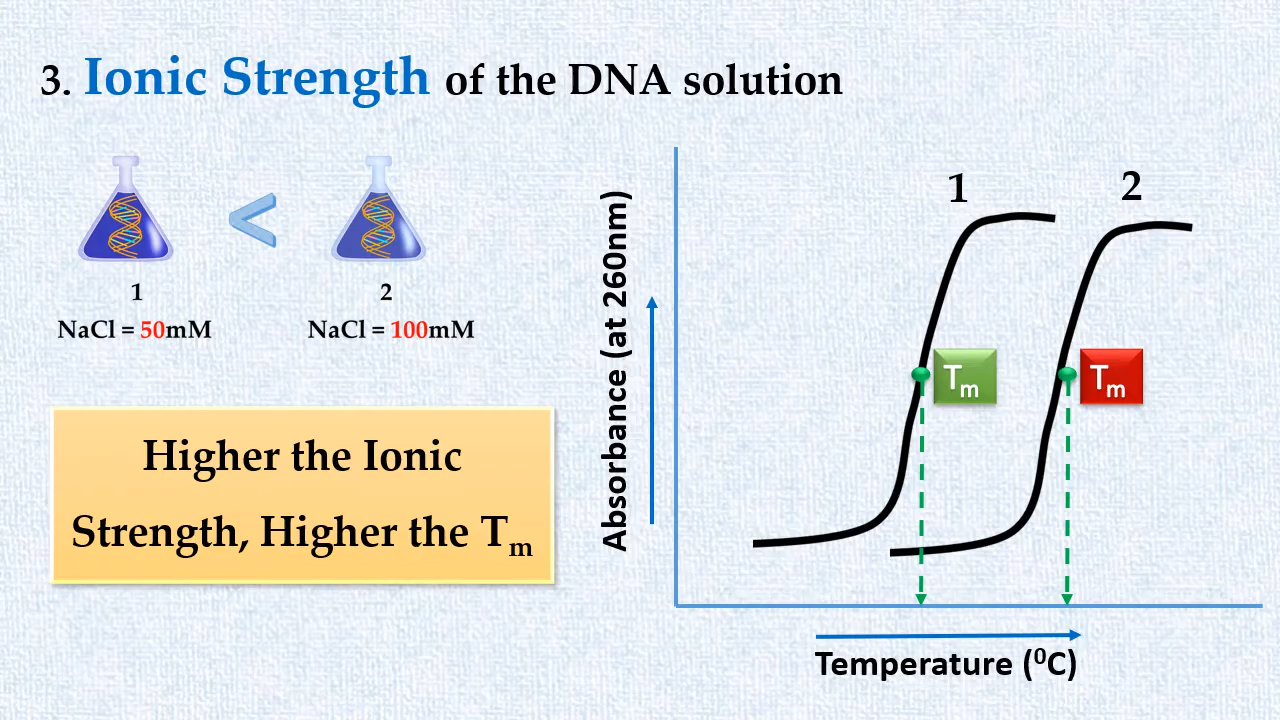 3. Ionic Strength of the DNA solution
<
1
2
NaCl = 50mM
NaCl = 100mM
Higher the Ionic
Strength, Higher the Tm
Absorbance (at 260nm)
1
2
Tm
Tm
Temperature (⁰C)